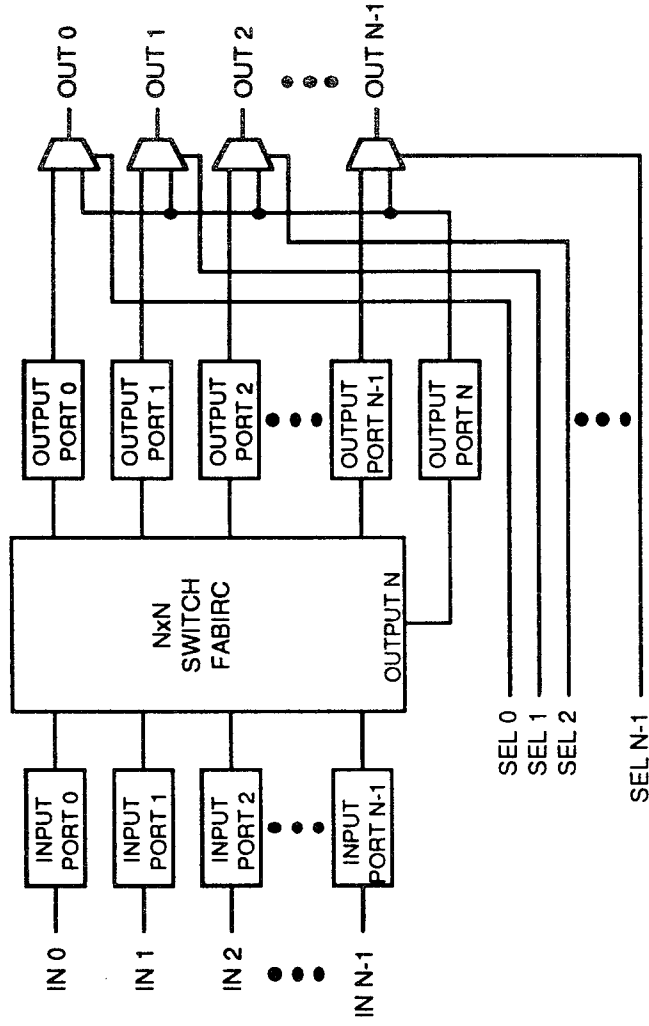 IN 0
IN 1
IN 2
IN N-1
INPUT
PORT 0
INPUT
PORT 1
INPUT
PORT 2
INPUT
PORT N-1
NxN
SWITCH
FABIRC
OUTPUT N
OUTPUT
PORT 0
OUTPUT
PORT 1
OUTPUT
PORT 2
OUTPUT
PORT N-1
OUTPUT
PORT N
OUT 0
OUT 1
OUT 2
OUT N-1
SEL 0
SEL 1
SEL 2
SEL N-1